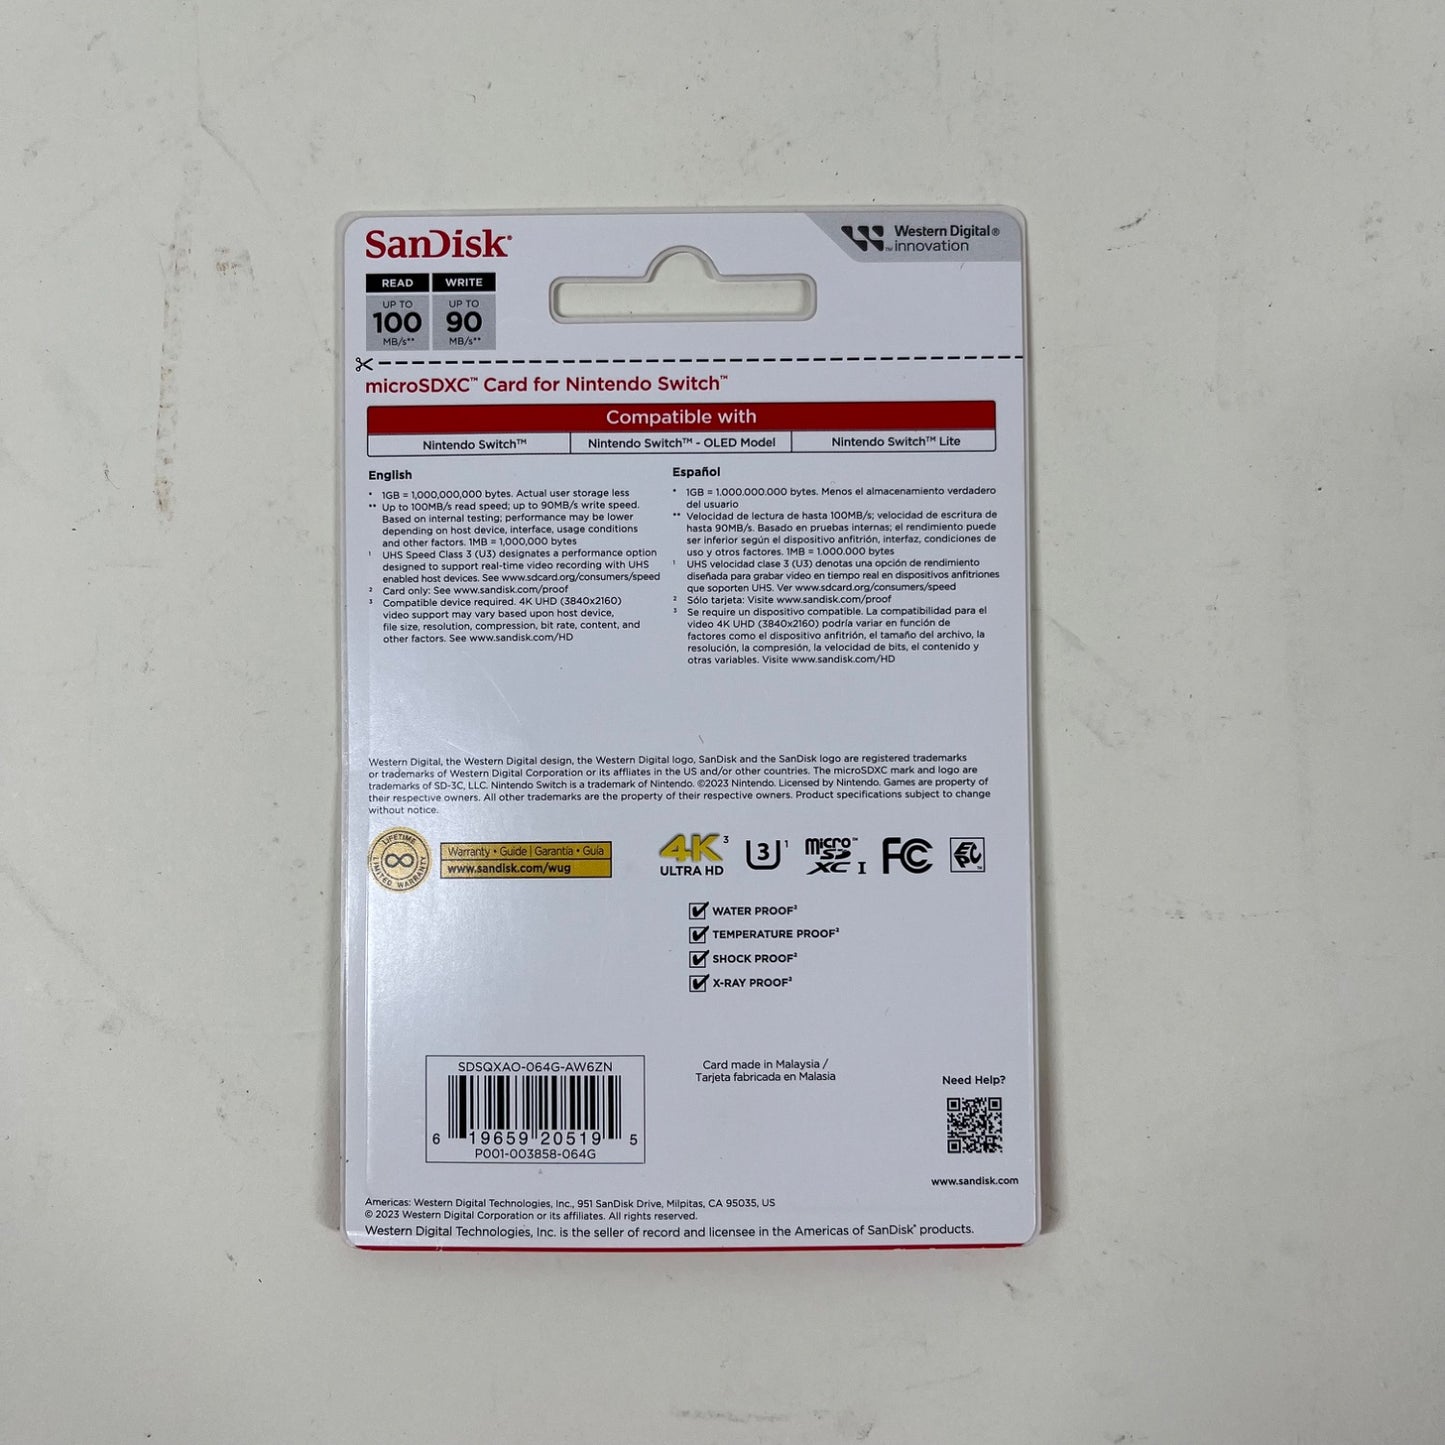 SanDisk®
Western Digital®
™ innovation
READ WRITE
UP TO UP TO
100 90
MB/s** MB/s**
microSDXC™ Card for Nintendo Switch™
Compatible with
Nintendo Switch™ Nintendo Switch™ - OLED Model Nintendo Switch™ Lite
English
* 1GB = 1,000,000,000 bytes. Actual user storage less
** Up to 100MB/s read speed; up to 90MB/s write speed.
Based on internal testing; performance may be lower
depending on host device, interface, usage conditions
and other factors. 1MB = 1,000,000 bytes
¹ UHS Speed Class 3 (U3) designates a performance option
designed to support real-time video recording with UHS
enabled host devices. See www.sdcard.org/consumers/speed
² Card only: See www.sandisk.com/proof
³ Compatible device required. 4K UHD (3840x2160)
video support may vary based upon host device,
file size, resolution, compression, bit rate, content, and
other factors. See www.sandisk.com/HD
Español
* 1GB = 1.000.000.000 bytes. Menos el almacenamiento verdadero
del usuario
** Velocidad de lectura de hasta 100MB/s; velocidad de escritura de
hasta 90MB/s. Basado en pruebas internas; el rendimiento puede
ser inferior según el dispositivo anfitrión, interfaz, condiciones de
uso y otros factores. 1MB = 1.000.000 bytes
¹ UHS velocidad clase 3 (U3) denotas una opción de rendimiento
diseñada para grabar video en tiempo real en dispositivos anfitriones
que soporten UHS. Ver www.sdcard.org/consumers/speed
² Sólo tarjeta: Visite www.sandisk.com/proof
³ Se require un dispositivo compatible. La compatibilidad para el
video 4K UHD (3840x2160) podría variar en función de
factores como el dispositivo anfitrión, el tamaño del archivo, la
resolución, la compresión, la velocidad de bits, el contenido y
otras variables. Visite www.sandisk.com/HD
Western Digital, the Western Digital design, the Western Digital logo, SanDisk and the SanDisk logo are registered trademarks
or trademarks of Western Digital Corporation or its affliates in the US and/or other countries. The microSDXC mark and logo are
trademarks of SD-3C, LLC. Nintendo Switch is a trademark of Nintendo. ©2023 Nintendo. Licensed by Nintendo. Games are property of
their respective owners. All other trademarks are the property of their respective owners. Product specifications subject to change
without notice.
LIFETIME
LIMITED WARRANTY
Warranty • Guide | Garantía • Guía
www.sandisk.com/wug
4K³
ULTRA HD
3¹
micro™
SD
XC I
FC
WATER PROOF²
TEMPERATURE PROOF²
SHOCK PROOF²
X-RAY PROOF²
SDSQXAO-064G-AW6ZN
6 19659 20519 5
P001-003858-064G
Card made in Malaysia /
Tarjeta fabricada en Malasia
Need Help?
www.sandisk.com
Americas: Western Digital Technologies, Inc., 951 SanDisk Drive, Milpitas, CA 95035, US
© 2023 Western Digital Corporation or its affiliates. All rights reserved.
Western Digital Technologies, Inc. is the seller of record and licensee in the Americas of SanDisk® products.